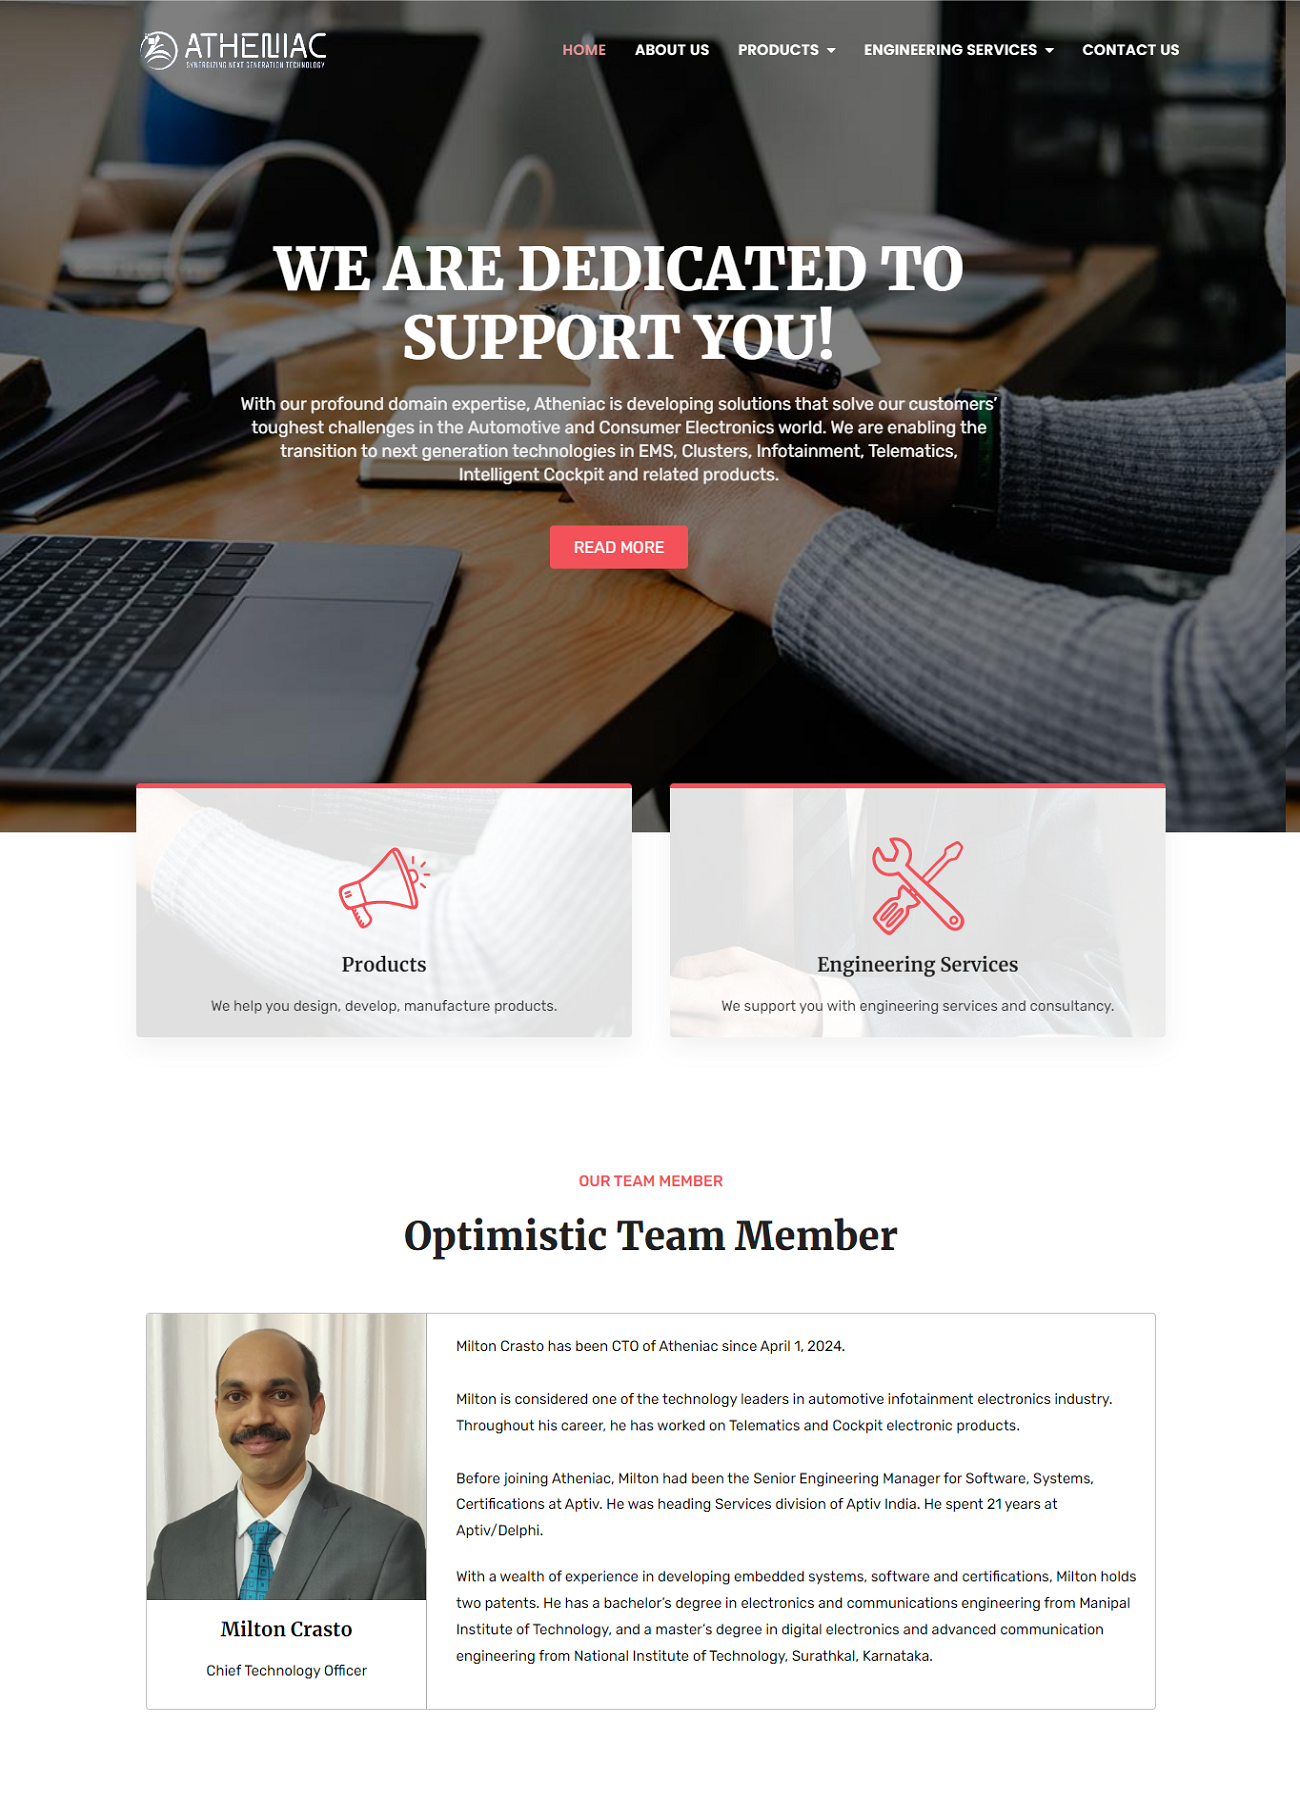 ATHENIAC
SYNERGIZING NEXT GENERATION TECHNOLOGY
HOME ABOUT US PRODUCTS ENGINEERING SERVICES CONTACT US
WE ARE DEDICATED TO
SUPPORT YOU!
With our profound domain expertise, Atheniac is developing solutions that solve our customers’
toughest challenges in the Automotive and Consumer Electronics world. We are enabling the
transition to next generation technologies in EMS, Clusters, Infotainment, Telematics,
Intelligent Cockpit and related products.
READ MORE
Products
We help you design, develop, manufacture products.
Engineering Services
We support you with engineering services and consultancy.
OUR TEAM MEMBER
Optimistic Team Member
Milton Crasto
Chief Technology Officer
Milton Crasto has been CTO of Atheniac since April 1, 2024.
Milton is considered one of the technology leaders in automotive infotainment electronics industry.
Throughout his career, he has worked on Telematics and Cockpit electronic products.
Before joining Atheniac, Milton had been the Senior Engineering Manager for Software, Systems,
Certifications at Aptiv. He was heading Services division of Aptiv India. He spent 21 years at
Aptiv/Delphi.
With a wealth of experience in developing embedded systems, software and certifications, Milton holds
two patents. He has a bachelor’s degree in electronics and communications engineering from Manipal
Institute of Technology, and a master’s degree in digital electronics and advanced communication
engineering from National Institute of Technology, Surathkal, Karnataka.